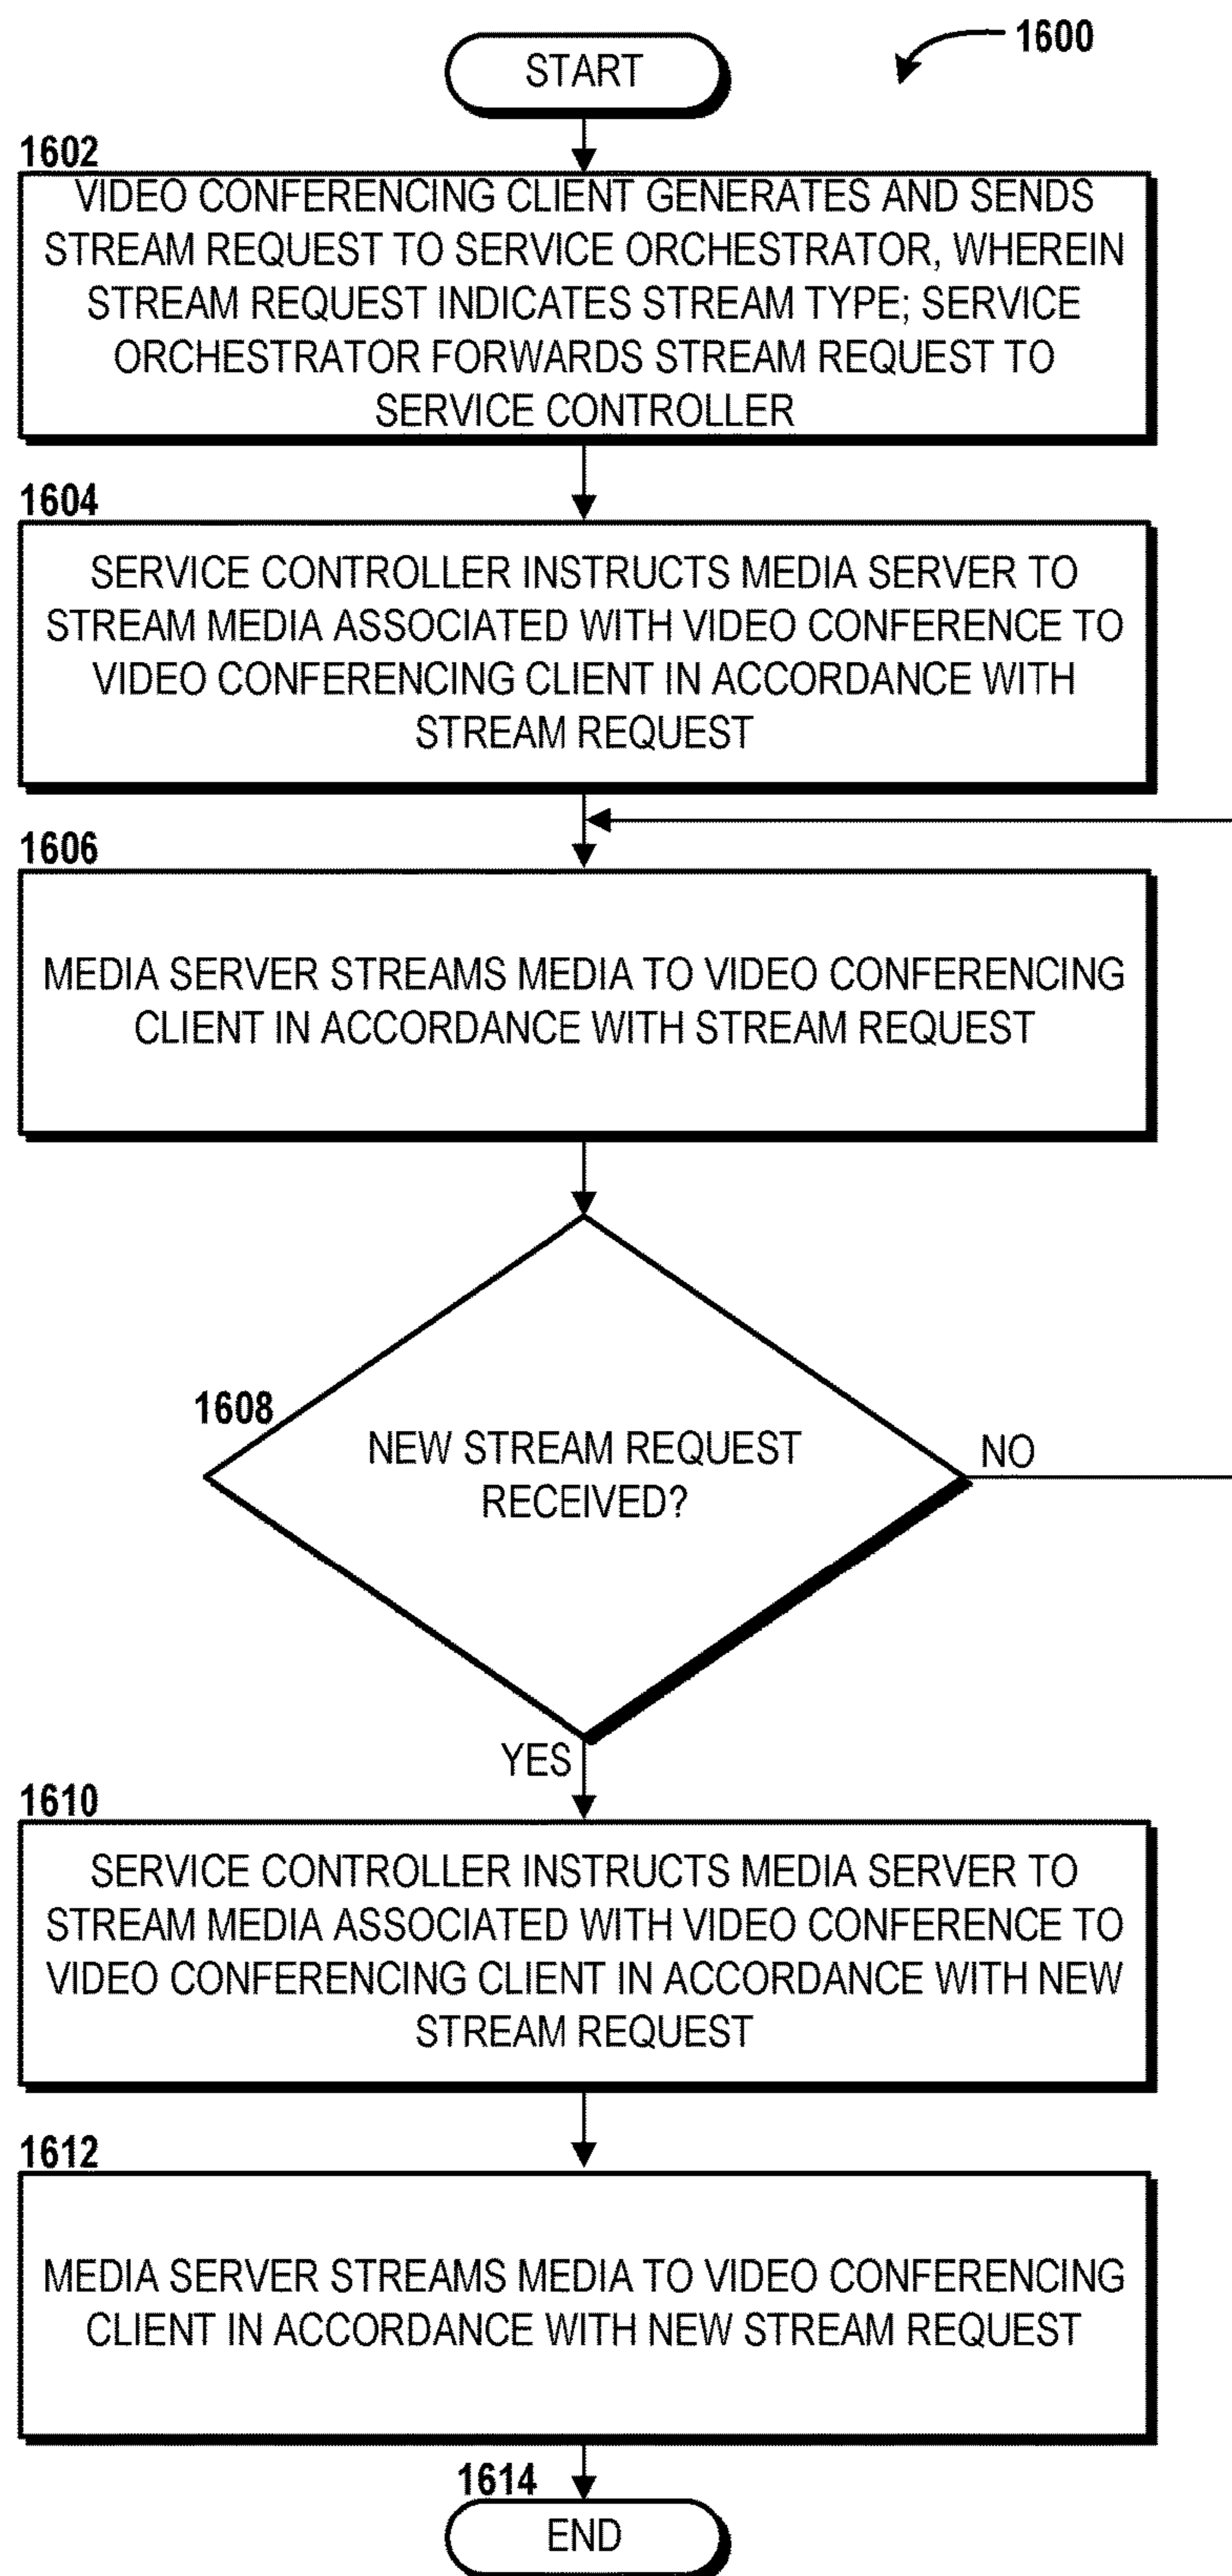 START
1600
1602
VIDEO CONFERENCING CLIENT GENERATES AND SENDS
STREAM REQUEST TO SERVICE ORCHESTRATOR, WHEREIN
STREAM REQUEST INDICATES STREAM TYPE; SERVICE
ORCHESTRATOR FORWARDS STREAM REQUEST TO
SERVICE CONTROLLER
1604
SERVICE CONTROLLER INSTRUCTS MEDIA SERVER TO
STREAM MEDIA ASSOCIATED WITH VIDEO CONFERENCE TO
VIDEO CONFERENCING CLIENT IN ACCORDANCE WITH
STREAM REQUEST
1606
MEDIA SERVER STREAMS MEDIA TO VIDEO CONFERENCING
CLIENT IN ACCORDANCE WITH STREAM REQUEST
1608
NEW STREAM REQUEST
RECEIVED?
NO
YES
1610
SERVICE CONTROLLER INSTRUCTS MEDIA SERVER TO
STREAM MEDIA ASSOCIATED WITH VIDEO CONFERENCE TO
VIDEO CONFERENCING CLIENT IN ACCORDANCE WITH NEW
STREAM REQUEST
1612
MEDIA SERVER STREAMS MEDIA TO VIDEO CONFERENCING
CLIENT IN ACCORDANCE WITH NEW STREAM REQUEST
1614
END